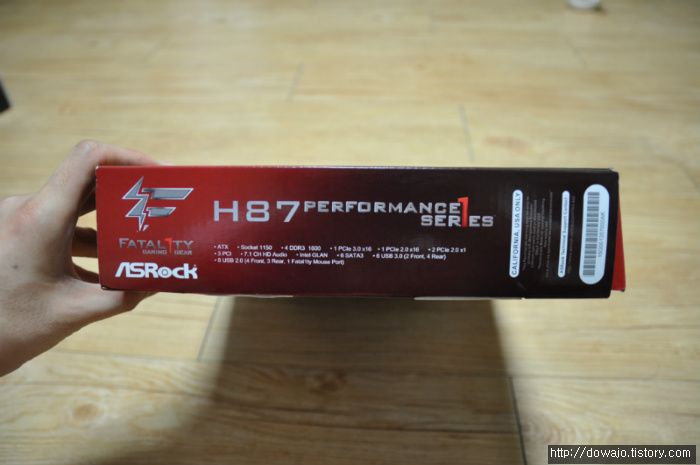 H87 PERFORMANCE 1
SERIES
FATAL1TY
GAMING GEAR
ASRock
• ATX • Socket 1150 • 4 DDR3 1600 • 1 PCIe 3.0 x16 • 1 PCIe 2.0 x16 • 2 PCIe 2.0 x1
• 3 PCI • 7.1 CH HD Audio • Intel GLAN • 6 SATA3 • 6 USB 3.0 (2 Front, 4 Rear)
• 8 USB 2.0 (4 Front, 3 Rear, 1 Fatal1ty Mouse Port)
CALIFORNIA, USA ONLY
http://dowajo.tistory.com